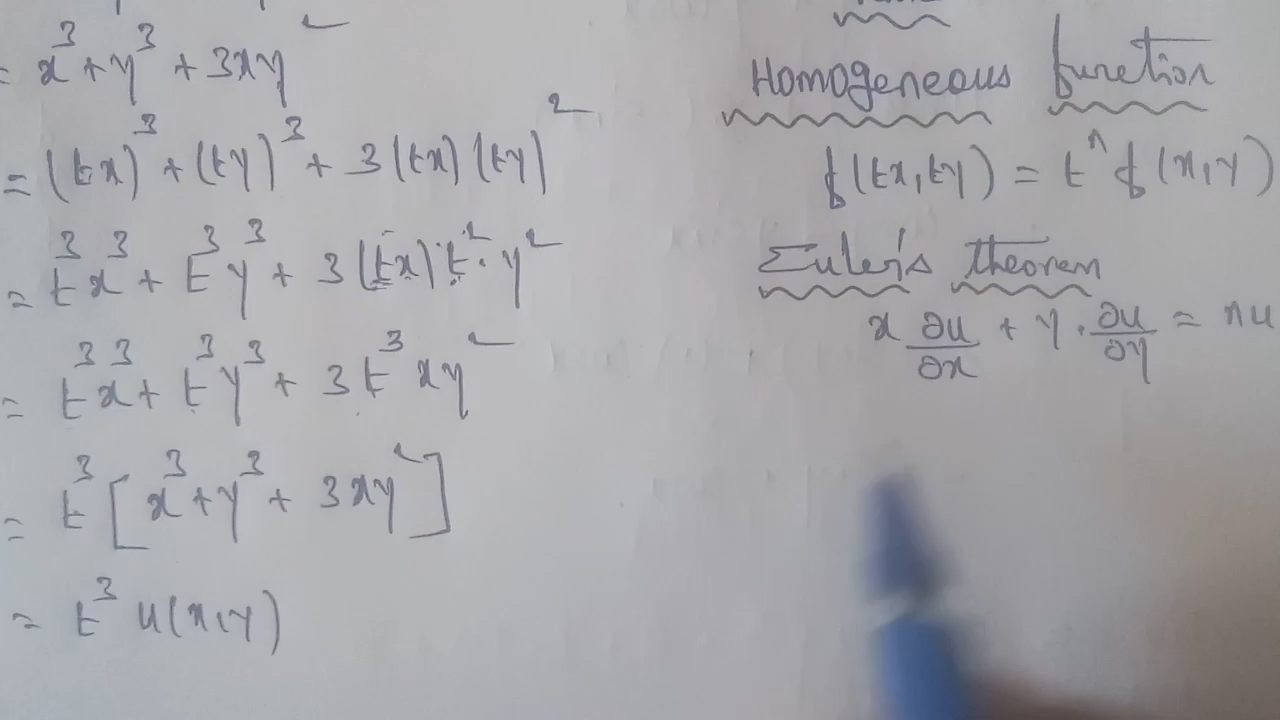 = x³ + y³ + 3xy²
= (tx)³ + (ty)³ + 3(tx)(ty)²
= t³x³ + t³y³ + 3(tx)t²·y²
= t³x³ + t³y³ + 3t³xy²
= t³[x³ + y³ + 3xy²]
= t³ u(x,y)
Homogeneous function
f(tx,ty) = tⁿ f(x,y)
Euler's theorem
x ∂u/∂x + y · ∂u/∂y = nu